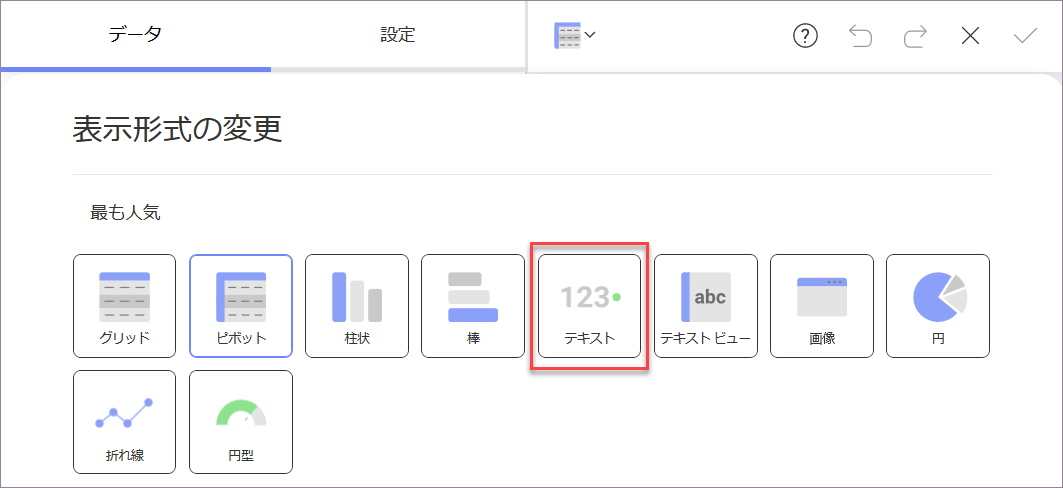 データ 設定
?
表示形式の変更
最も人気
123 abc
グリッド ピボット 柱状 棒 テキスト テキスト ビュー 画像 円
折れ線 円型